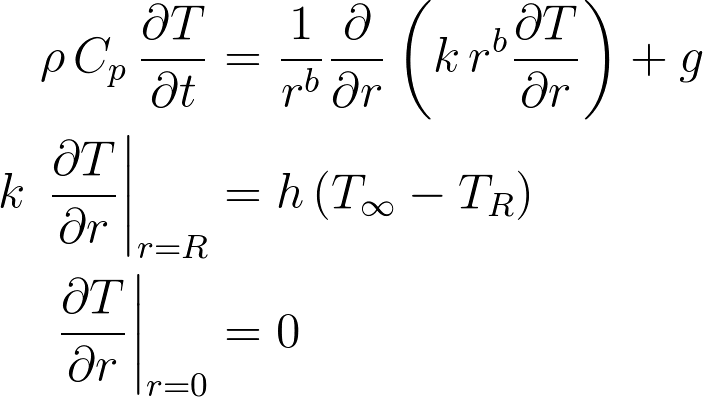 ρ C_p ∂T/∂t = 1/r^b ∂/∂r (k r^b ∂T/∂r) + g
k ∂T/∂r |_{r=R} = h (T_∞ − T_R)
∂T/∂r |_{r=0} = 0